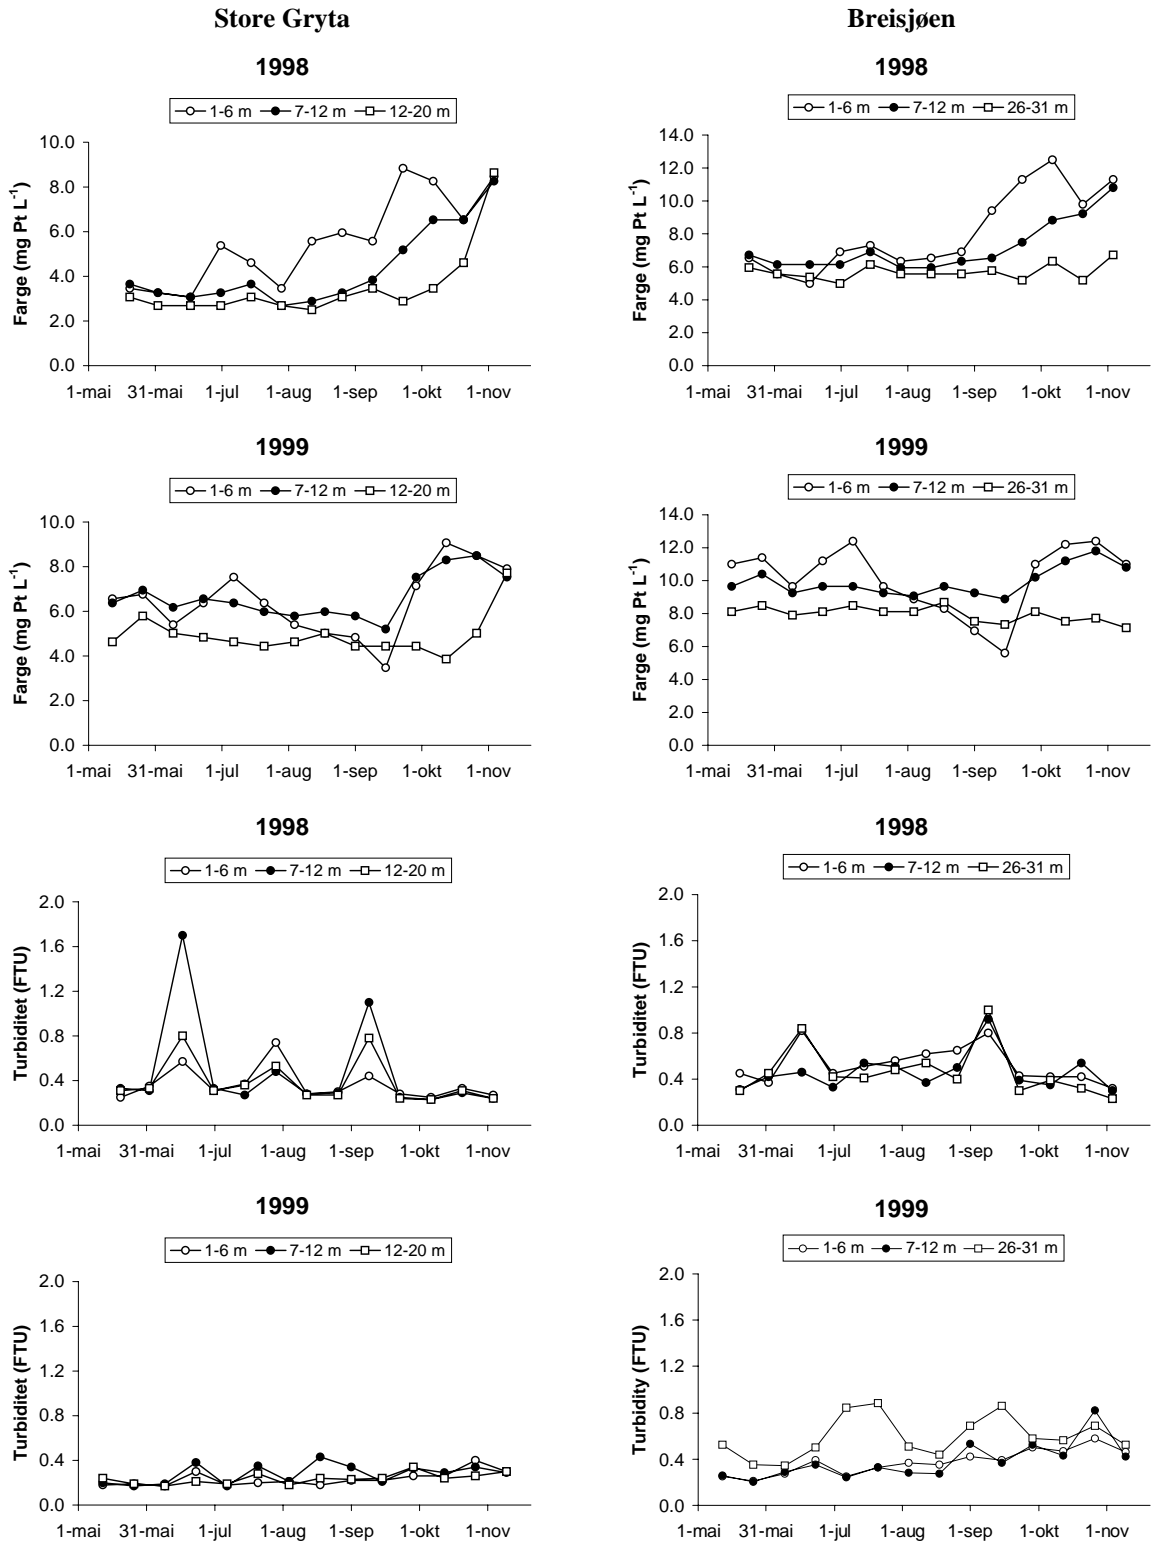 Store Gryta
Breisjøen
1998
1-6 m 7-12 m 12-20 m
10.0
8.0
6.0
4.0
2.0
0.0
Farge (mg Pt L-1)
1-mai 31-mai 1-jul 1-aug 1-sep 1-okt 1-nov
1998
1-6 m 7-12 m 26-31 m
14.0
12.0
10.0
8.0
6.0
4.0
2.0
0.0
Farge (mg Pt L-1)
1-mai 31-mai 1-jul 1-aug 1-sep 1-okt 1-nov
1999
1-6 m 7-12 m 12-20 m
10.0
8.0
6.0
4.0
2.0
0.0
Farge (mg Pt L-1)
1-mai 31-mai 1-jul 1-aug 1-sep 1-okt 1-nov
1999
1-6 m 7-12 m 26-31 m
14.0
12.0
10.0
8.0
6.0
4.0
2.0
0.0
Farge (mg Pt L-1)
1-mai 31-mai 1-jul 1-aug 1-sep 1-okt 1-nov
1998
1-6 m 7-12 m 12-20 m
2.0
1.6
1.2
0.8
0.4
0.0
Turbiditet (FTU)
1-mai 31-mai 1-jul 1-aug 1-sep 1-okt 1-nov
1998
1-6 m 7-12 m 26-31 m
2.0
1.6
1.2
0.8
0.4
0.0
Turbiditet (FTU)
1-mai 31-mai 1-jul 1-aug 1-sep 1-okt 1-nov
1999
1-6 m 7-12 m 12-20 m
2.0
1.6
1.2
0.8
0.4
0.0
Turbiditet (FTU)
1-mai 31-mai 1-jul 1-aug 1-sep 1-okt 1-nov
1999
1-6 m 7-12 m 26-31 m
2.0
1.6
1.2
0.8
0.4
0.0
Turbidity (FTU)
1-mai 31-mai 1-jul 1-aug 1-sep 1-okt 1-nov